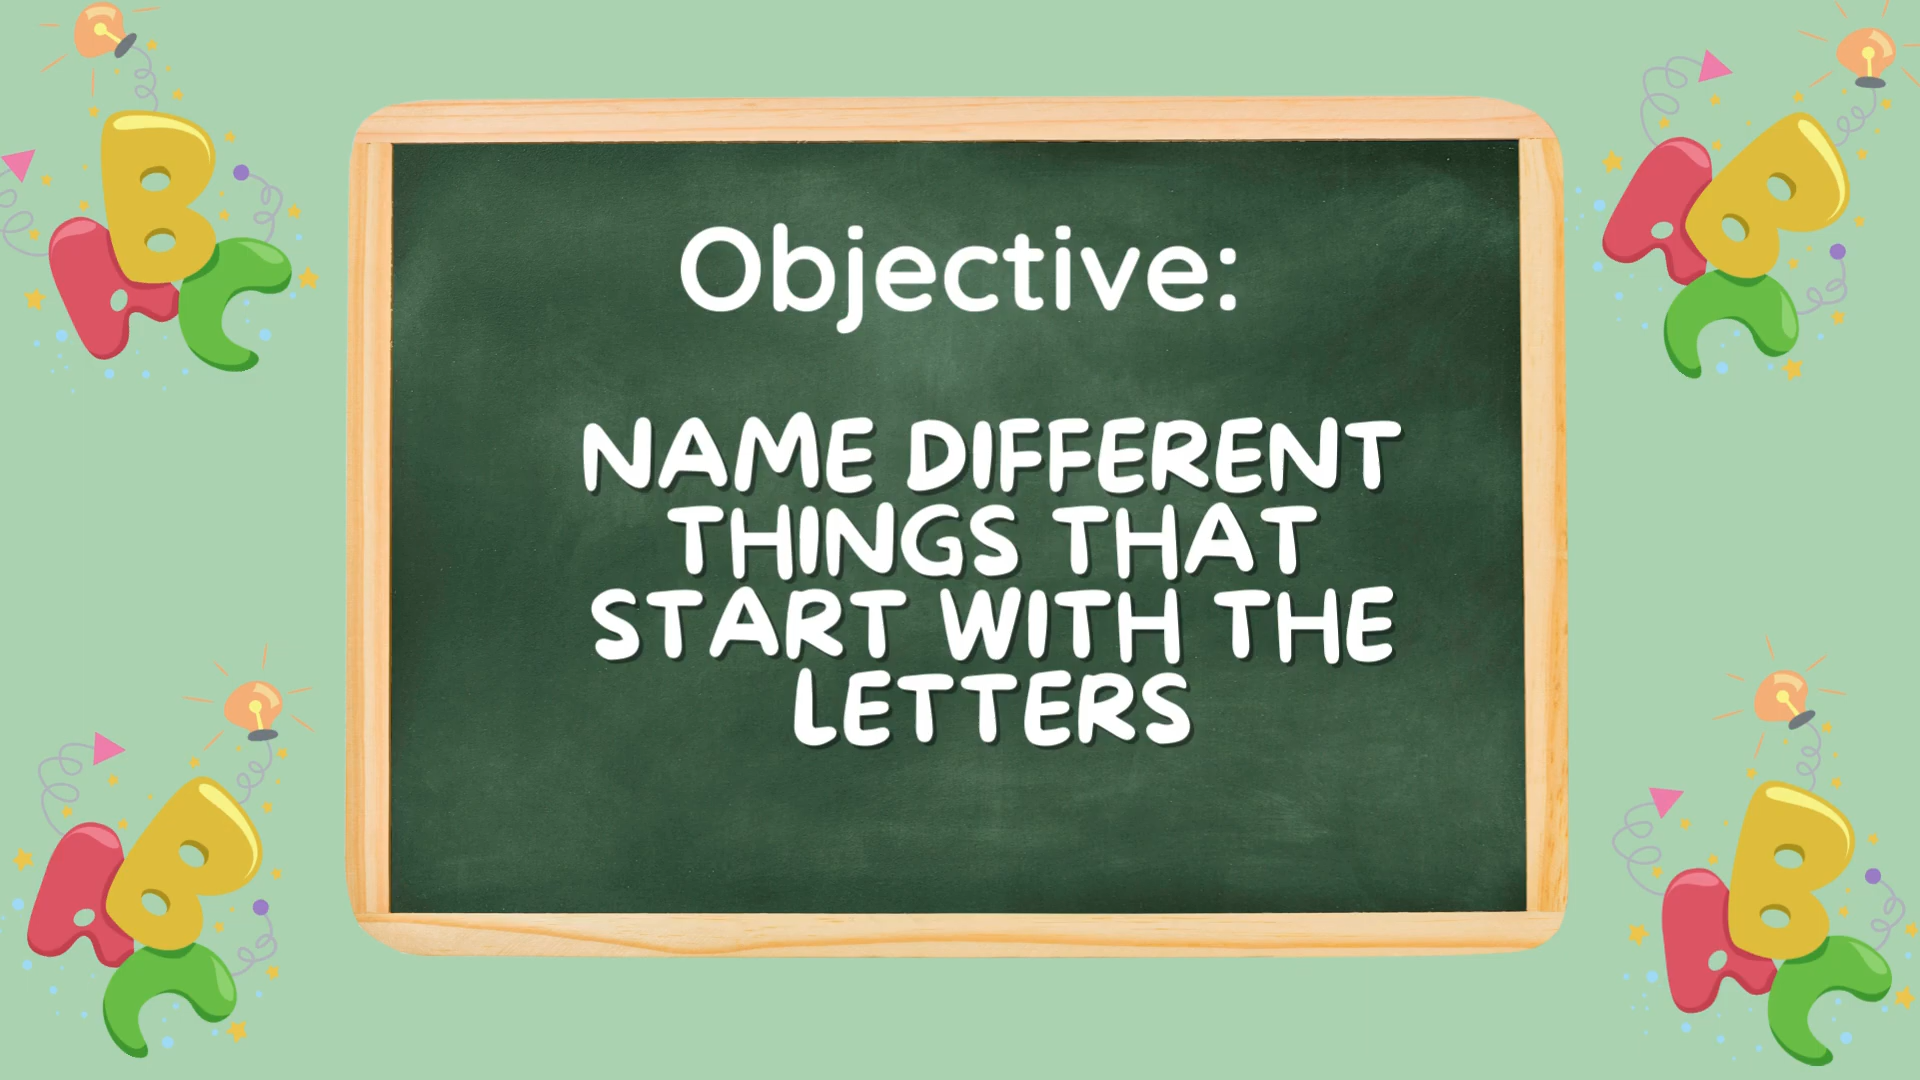 Objective:
NAME DIFFERENT
THINGS THAT
START WITH THE
LETTERS
A
B
C
A
B
C
A
B
C
A
B
C